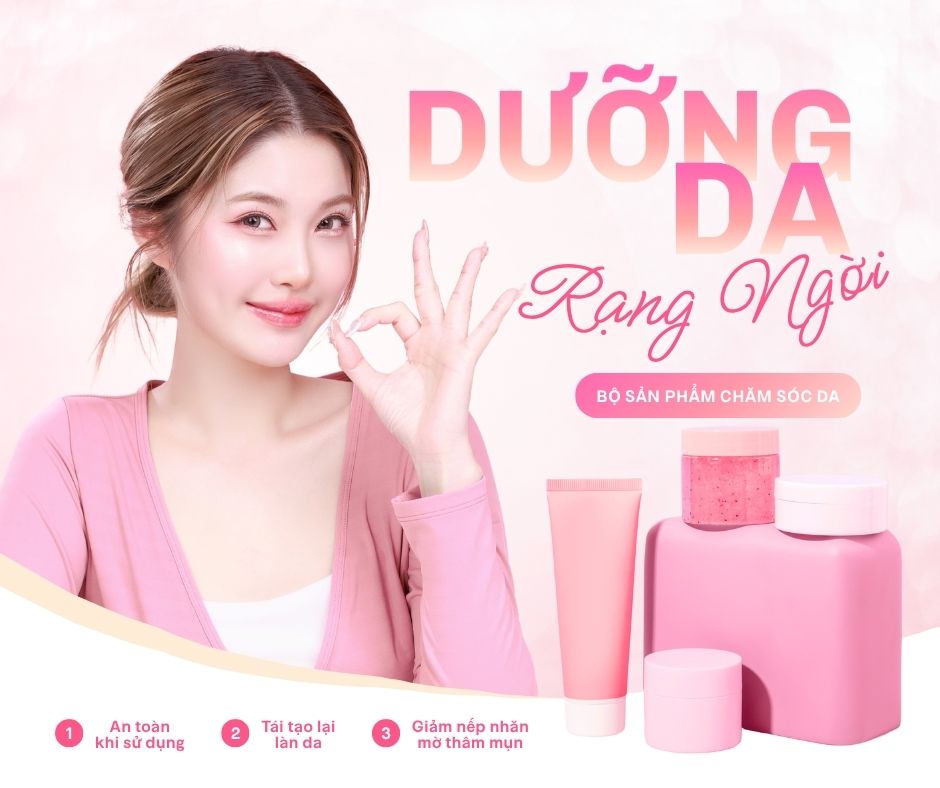 DƯỠNG
DA
Rạng Ngời
BỘ SẢN PHẨM CHĂM SÓC DA
1
An toàn
khi sử dụng
2
Tái tạo lại
làn da
3
Giảm nếp nhăn
mờ thâm mụn